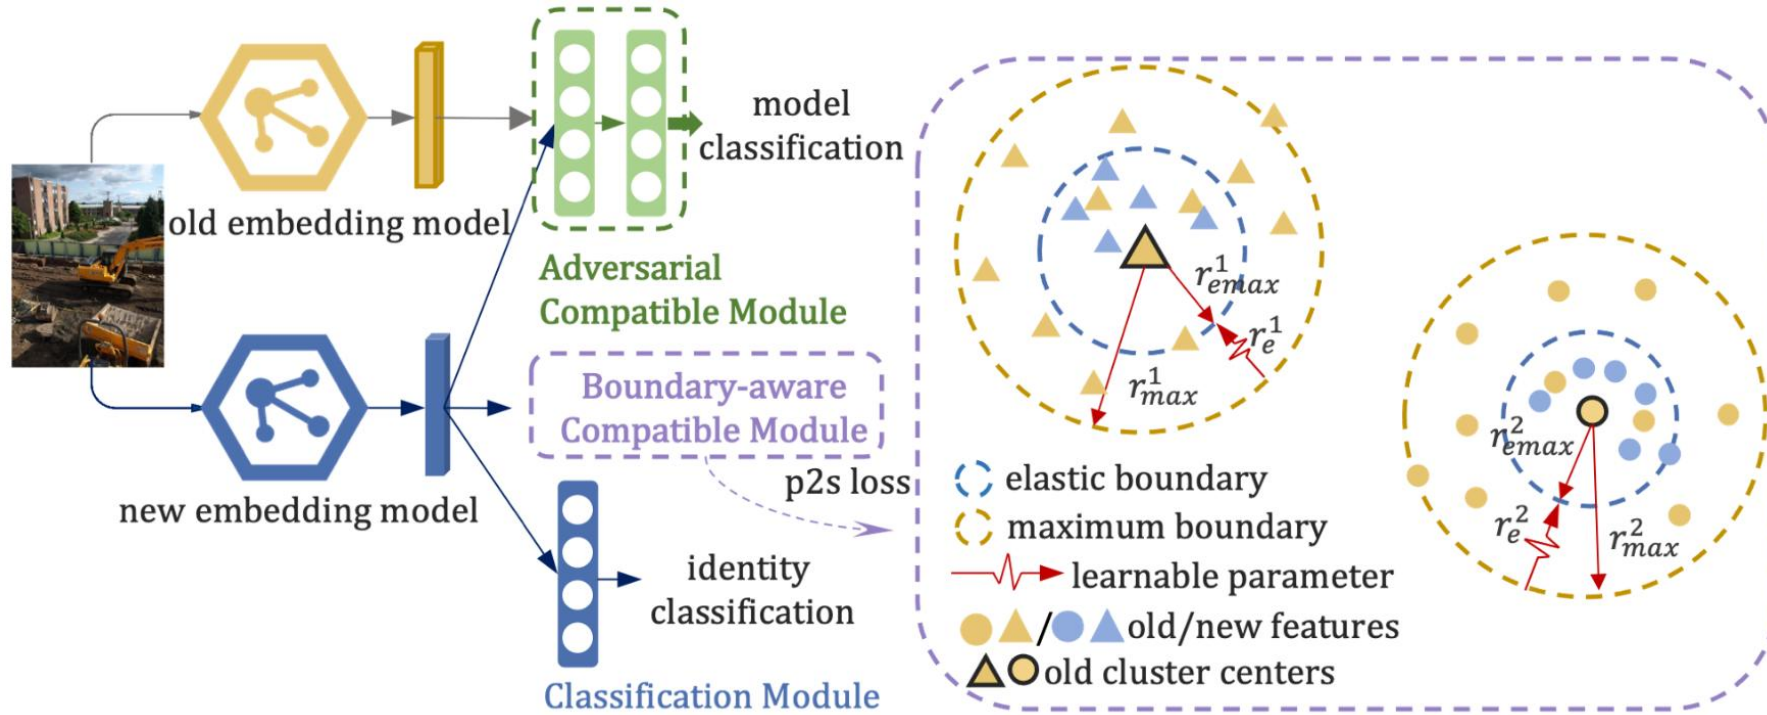 old embedding model
new embedding model
model
classification
Adversarial
Compatible Module
Boundary-aware
Compatible Module
p2s loss
identity
classification
Classification Module
r¹ₑₘₐₓ
r¹ₑ
r¹ₘₐₓ
r²ₑₘₐₓ
r²ₑ
r²ₘₐₓ
elastic boundary
maximum boundary
learnable parameter
/ old/new features
old cluster centers